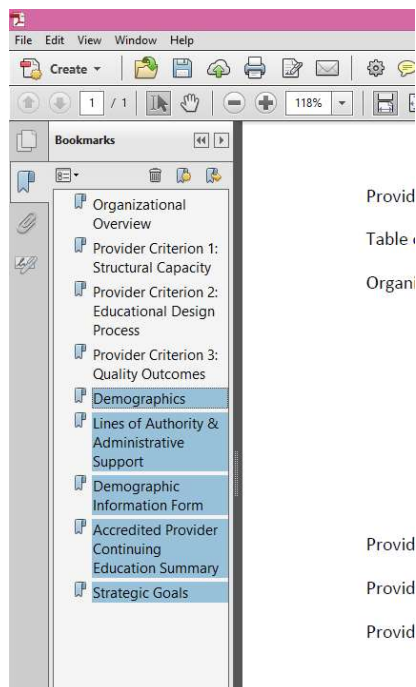 File Edit View Window Help
Create
1 / 1 118%
Bookmarks
Organizational
Overview
Provider Criterion 1:
Structural Capacity
Provider Criterion 2:
Educational Design
Process
Provider Criterion 3:
Quality Outcomes
Demographics
Lines of Authority &
Administrative
Support
Demographic
Information Form
Accredited Provider
Continuing
Education Summary
Strategic Goals
Provid
Table
Organi
Provid
Provid
Provid